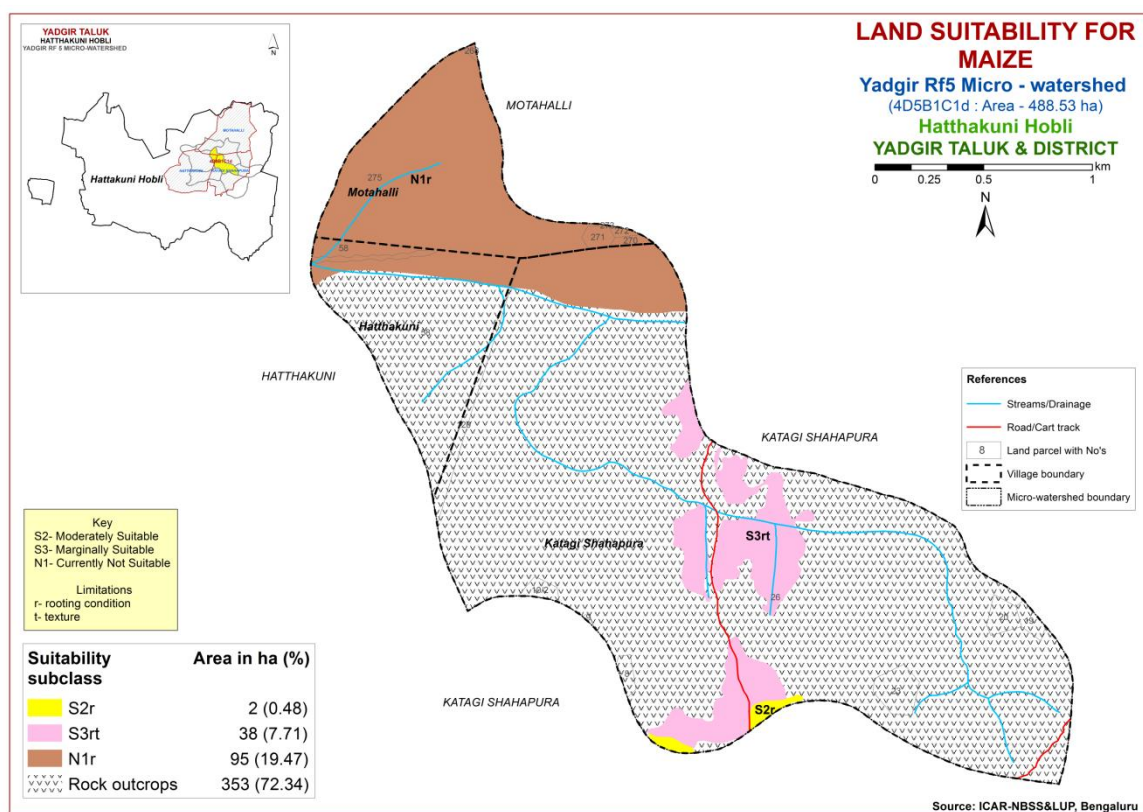 YADGIR TALUK
HATTHAKUNI HOBLI
YADGIR RF 5 MICRO-WATERSHED
N
MOTAHALLI
Hattakuni Hobli
LAND SUITABILITY FOR
MAIZE
Yadgir Rf5 Micro - watershed
(4D5B1C1d : Area - 488.53 ha)
Hatthakuni Hobli
YADGIR TALUK & DISTRICT
km
0 0.25 0.5 1
N
MOTAHALLI
275
N1r
Motahalli
271
272
270
56
Hatthakuni
HATTHAKUNI
KATAGI SHAHAPURA
References
Streams/Drainage
Road/Cart track
8 Land parcel with No's
Village boundary
Micro-watershed boundary
Key
S2- Moderately Suitable
S3- Marginally Suitable
N1- Currently Not Suitable
Limitations
r- rooting condition
t- texture
S3rt
Katagi Shahapura
26
KATAGI SHAHAPURA
S2r
Suitability
subclass
Area in ha (%)
S2r 2 (0.48)
S3rt 38 (7.71)
N1r 95 (19.47)
Rock outcrops 353 (72.34)
Source: ICAR-NBSS&LUP, Bengaluru